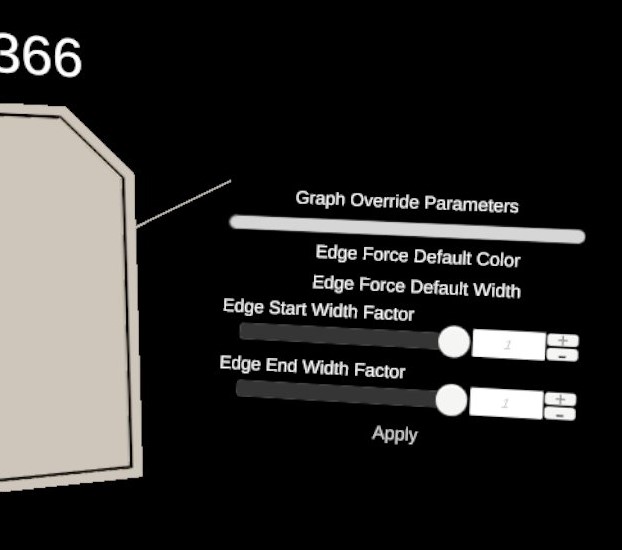 366
Graph Override Parameters
Edge Force Default Color
Edge Force Default Width
Edge Start Width Factor
1
+
-
Edge End Width Factor
1
+
-
Apply